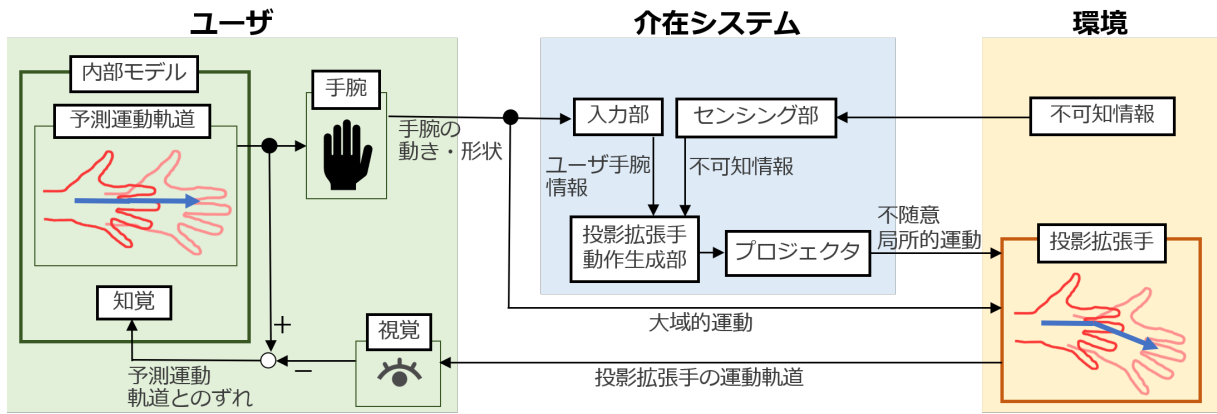 ユーザ
介在システム
環境
内部モデル
予測運動軌道
手腕
手腕の
動き・形状
知覚
+
−
視覚
予測運動
軌道とのずれ
入力部
センシング部
ユーザ手腕
情報
不可知情報
投影拡張手
動作生成部
プロジェクタ
不随意
局所的運動
大域的運動
投影拡張手の運動軌道
不可知情報
投影拡張手